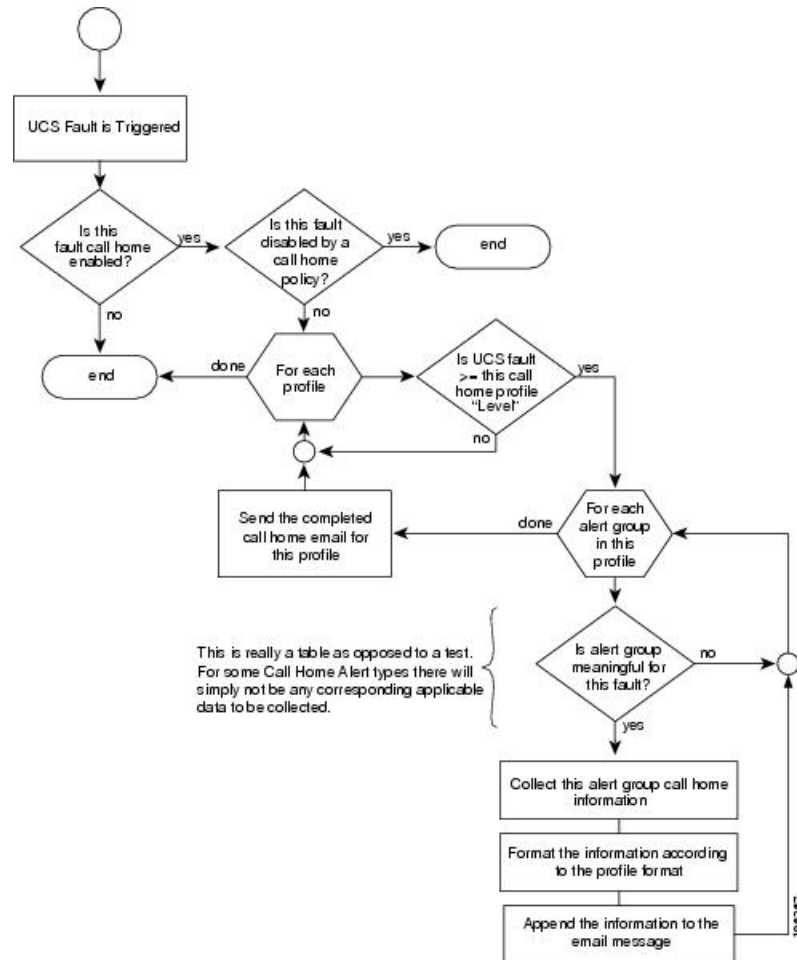 UCS Fault is Triggered
Is this
fault call home
enabled?
yes
Is this fault
disabled by a
call home
policy?
yes
end
no
no
end
done
For each
profile
Is UCS fault
>= this call
home profile
"Level"
yes
no
Send the completed
call home email for
this profile
done
For each
alert group
in this
profile
This is really a table as opposed to a test.
For some Call Home Alert types there will
simply not be any corresponding applicable
data to be collected.
Is alert group
meaningful for
this fault?
no
yes
Collect this alert group call home
information
Format the information according
to the profile format
Append the information to the
email message